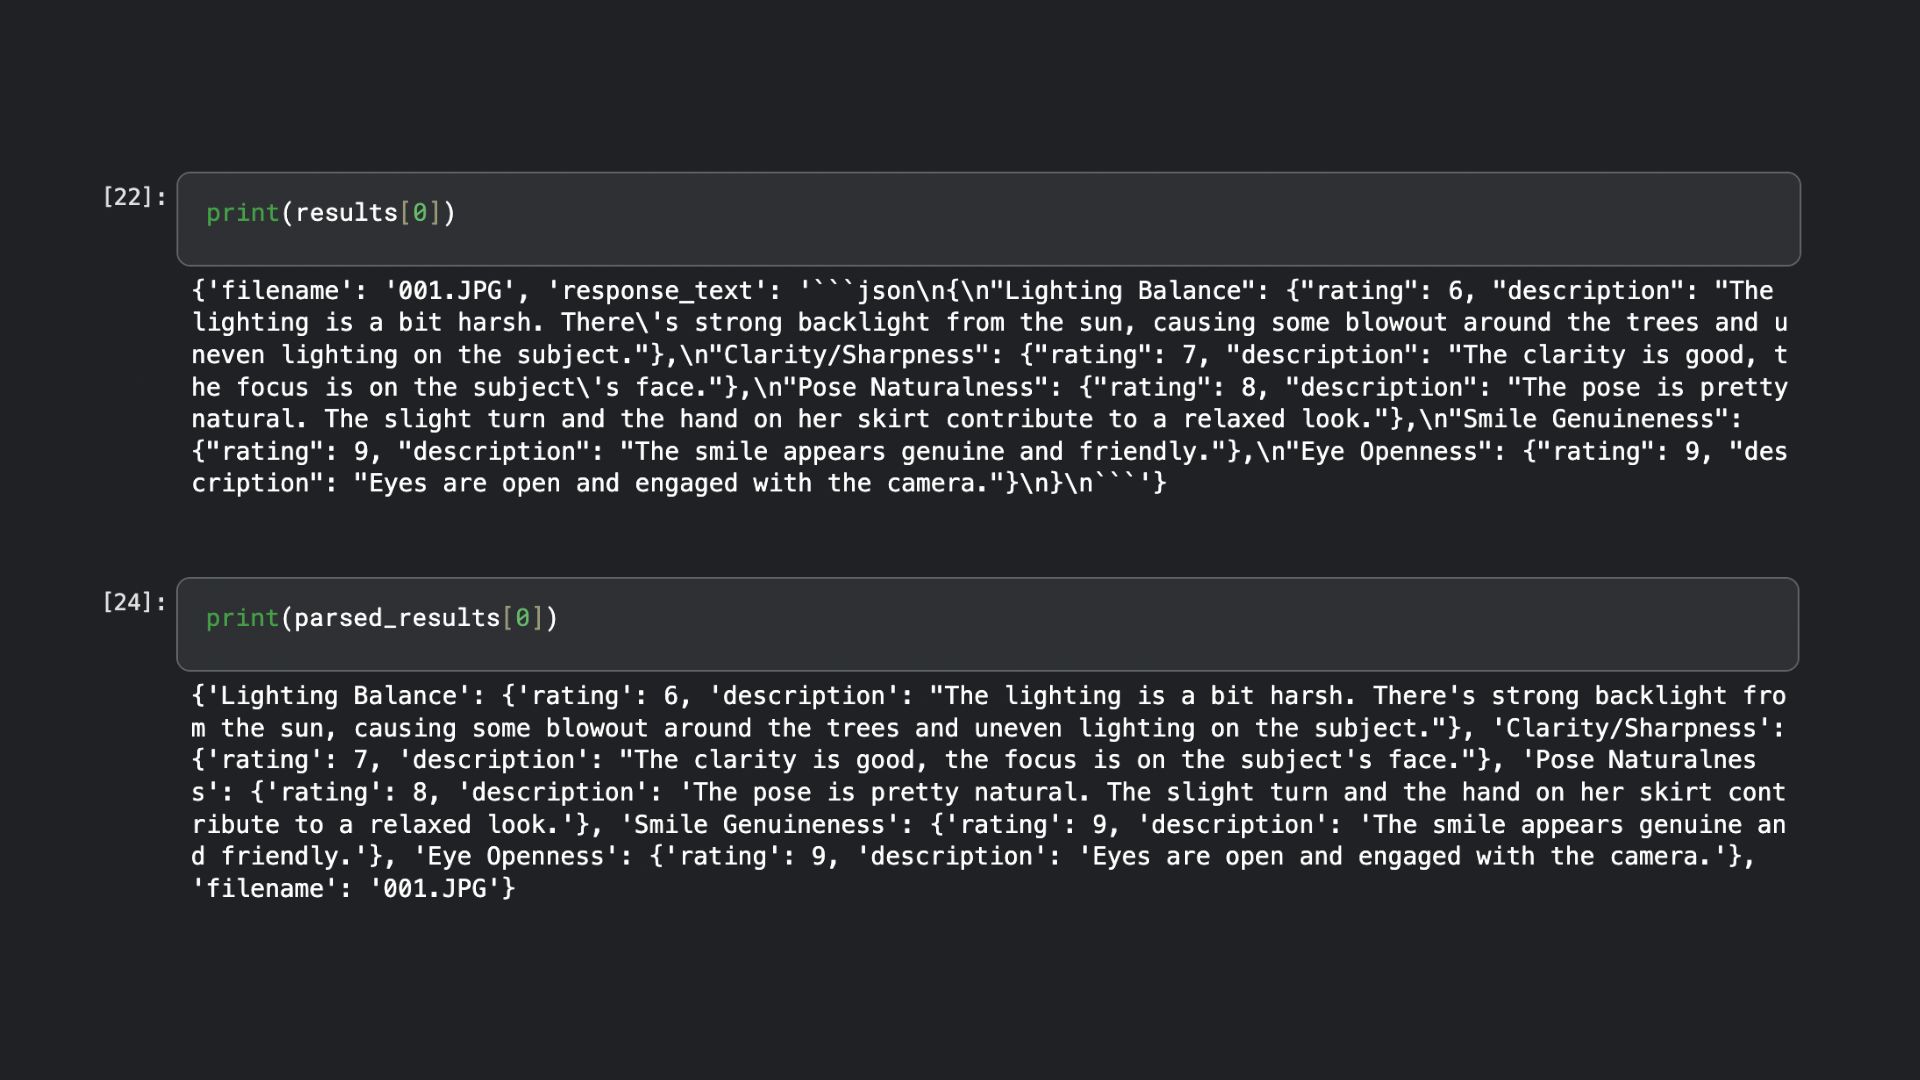 [22]:
print(results[0])
{'filename': '001.JPG', 'response_text': '```json\n{\n"Lighting Balance": {"rating": 6, "description": "The
lighting is a bit harsh. There\'s strong backlight from the sun, causing some blowout around the trees and u
neven lighting on the subject."},\n"Clarity/Sharpness": {"rating": 7, "description": "The clarity is good, t
he focus is on the subject\'s face."},\n"Pose Naturalness": {"rating": 8, "description": "The pose is pretty
natural. The slight turn and the hand on her skirt contribute to a relaxed look."},\n"Smile Genuineness":
{"rating": 9, "description": "The smile appears genuine and friendly."},\n"Eye Openness": {"rating": 9, "des
cription": "Eyes are open and engaged with the camera."}\n}\n```'}
[24]:
print(parsed_results[0])
{'Lighting Balance': {'rating': 6, 'description': "The lighting is a bit harsh. There's strong backlight fro
m the sun, causing some blowout around the trees and uneven lighting on the subject."}, 'Clarity/Sharpness':
{'rating': 7, 'description': "The clarity is good, the focus is on the subject's face."}, 'Pose Naturalnes
s': {'rating': 8, 'description': 'The pose is pretty natural. The slight turn and the hand on her skirt cont
ribute to a relaxed look.'}, 'Smile Genuineness': {'rating': 9, 'description': 'The smile appears genuine an
d friendly.'}, 'Eye Openness': {'rating': 9, 'description': 'Eyes are open and engaged with the camera.'},
'filename': '001.JPG'}